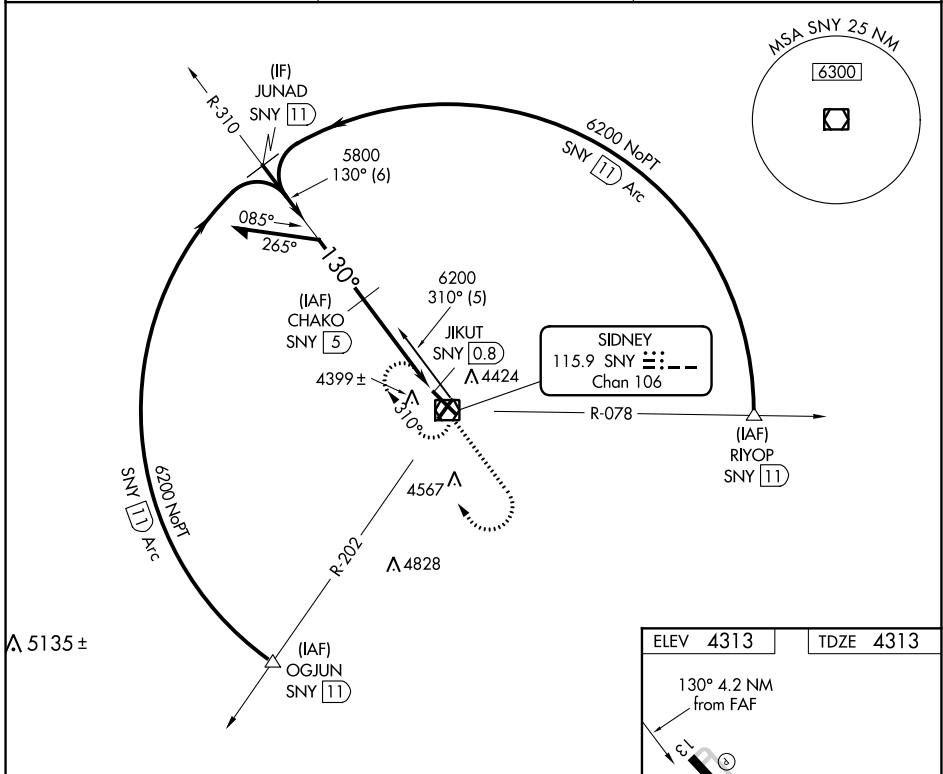 MSA SNY 25 NM
6300
(IF)
JUNAD
SNY 11
R-310
5800
130° (6)
6200 NoPT
SNY 11 Arc
085°
265°
130°
(IAF)
CHAKO
SNY 5
6200
310° (5)
JIKUT
SNY 0.8
4399 ±
4424
310°
SIDNEY
115.9 SNY
Chan 106
R-078
(IAF)
RIYOP
SNY 11
4567
6200 NoPT
SNY 11 Arc
R-202
4828
5135 ±
(IAF)
OGJUN
SNY 11
ELEV 4313
TDZE 4313
130° 4.2 NM
from FAF
13
P